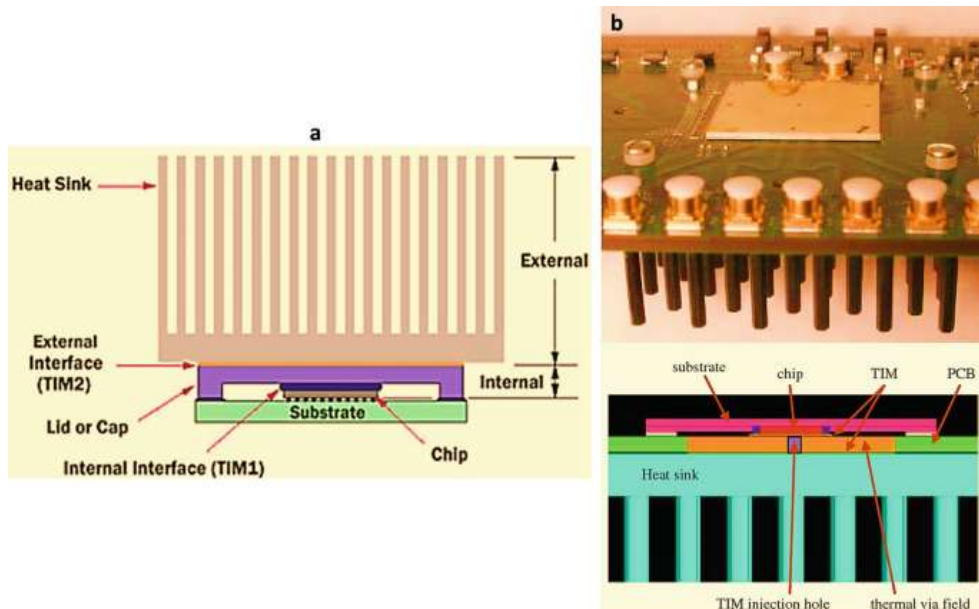 a
Heat Sink
External
External
Interface
(TIM2)
Internal
Lid or Cap
Substrate
Internal Interface (TIM1)
Chip
b
substrate
chip
TIM
PCB
Heat sink
TIM injection hole
thermal via field